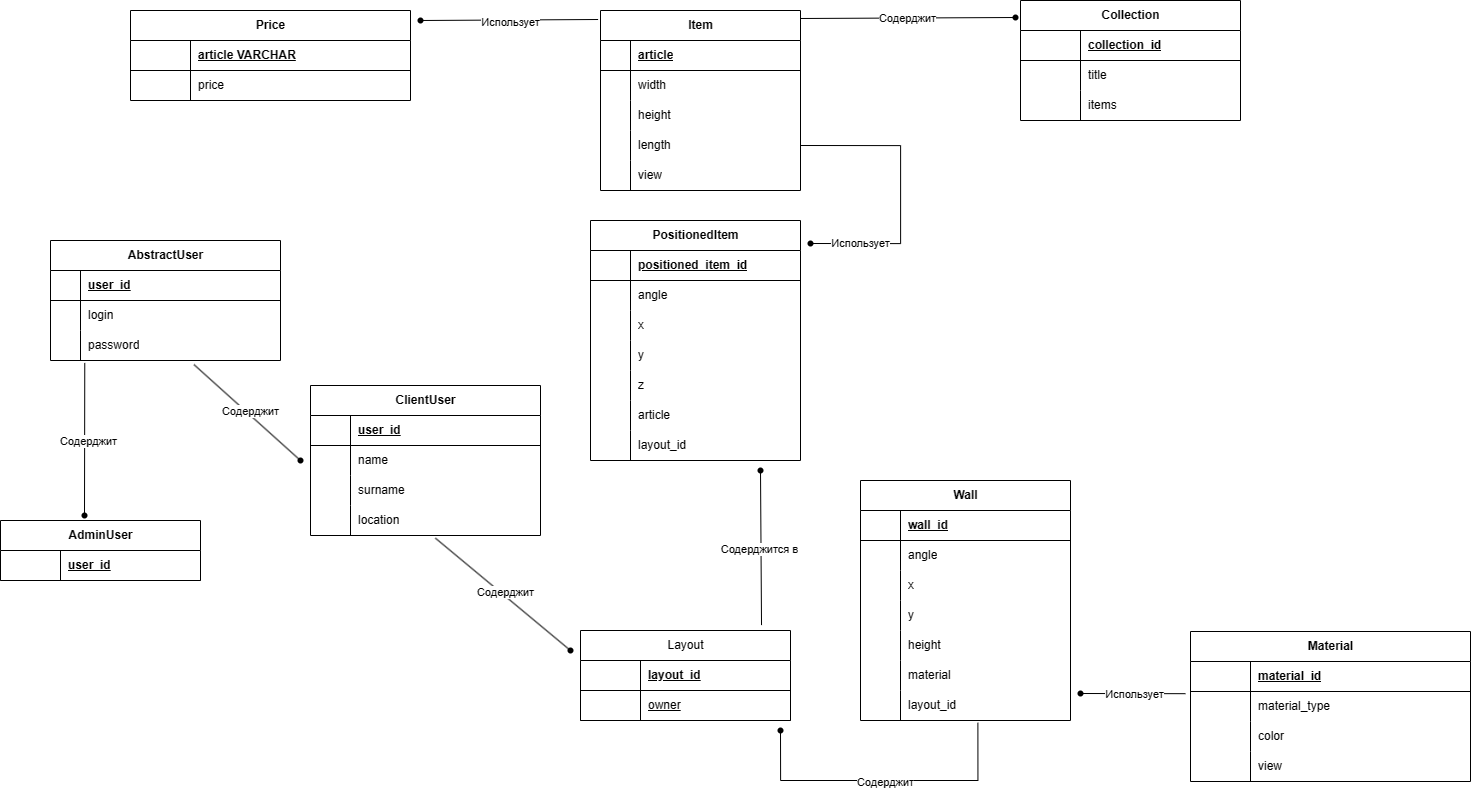 Price
article VARCHAR
price
Использует
Item
article
width
height
length
view
Содерджит
Collection
collection_id
title
items
Использует
PositionedItem
positioned_item_id
angle
x
y
z
article
layout_id
AbstractUser
user_id
login
password
Содерджит
Содерджит
ClientUser
user_id
name
surname
location
AdminUser
user_id
Содерджит
Содерджится в
Layout
layout_id
owner
Wall
wall_id
angle
x
y
height
material
layout_id
Содерджит
Использует
Material
material_id
material_type
color
view